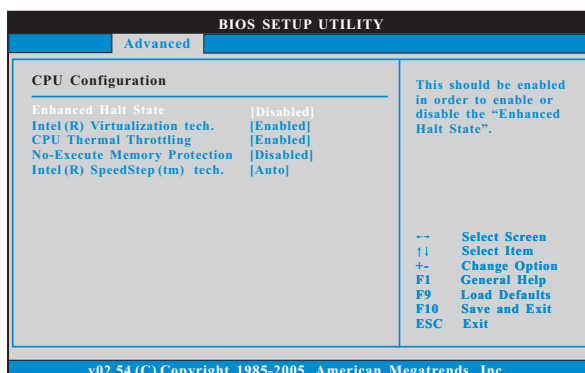 BIOS SETUP UTILITY
Advanced
CPU Configuration
Enhanced Halt State [Disabled]
Intel (R) Virtualization tech. [Enabled]
CPU Thermal Throttling [Enabled]
No-Execute Memory Protection [Disabled]
Intel (R) SpeedStep (tm) tech. [Auto]
This should be enabled
in order to enable or
disable the “Enhanced
Halt State”.
←→ Select Screen
↑↓ Select Item
+- Change Option
F1 General Help
F9 Load Defaults
F10 Save and Exit
ESC Exit
v02.54 (C) Copyright 1985-2005, American Megatrends, Inc.